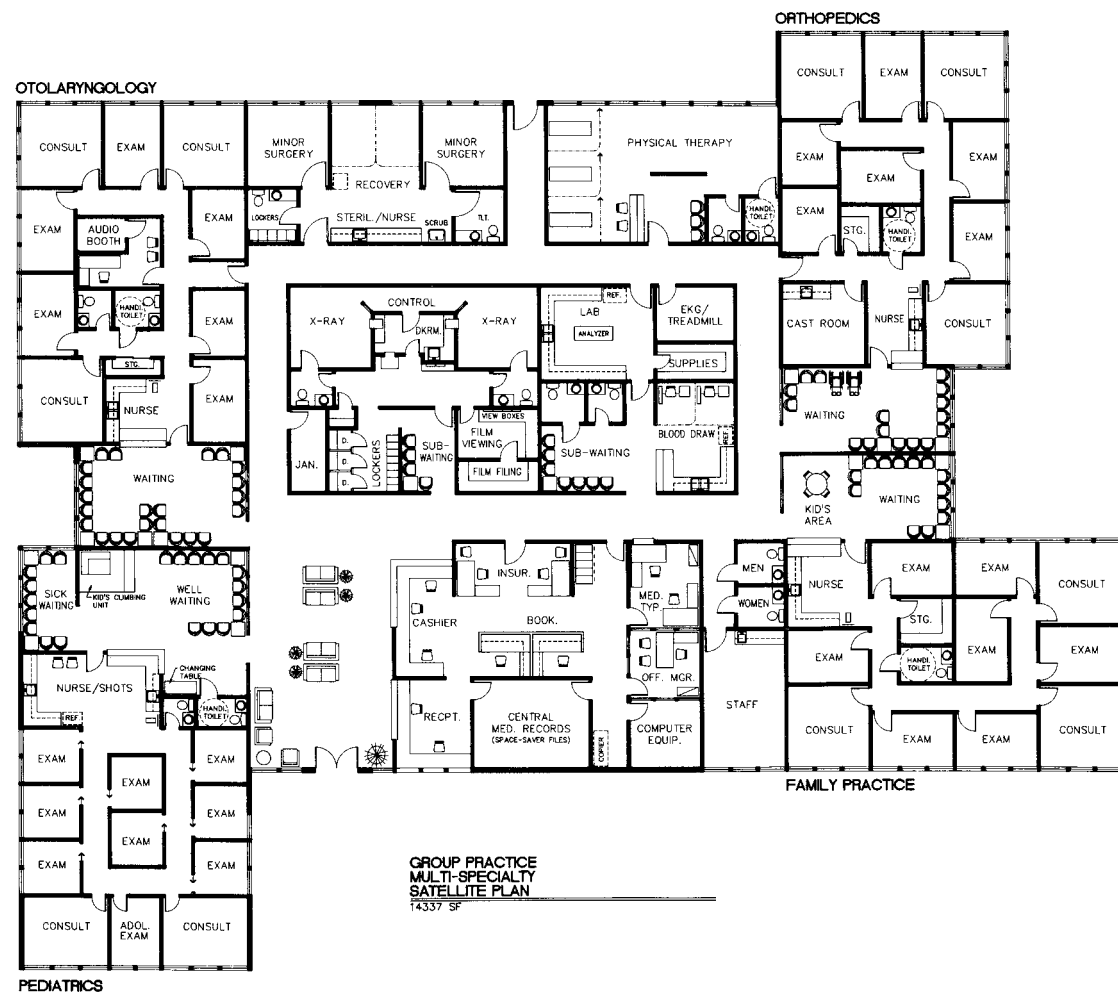 ORTHOPEDICS
CONSULT
EXAM
CONSULT
OTOLARYNGOLOGY
CONSULT
EXAM
CONSULT
MINOR
SURGERY
RECOVERY
MINOR
SURGERY
PHYSICAL THERAPY
EXAM
EXAM
EXAM
EXAM
EXAM
LOCKERS
STERIL./NURSE
SCRUB
TLT.
HANDI.
TOILET
EXAM
STG.
HANDI.
TOILET
EXAM
AUDIO
BOOTH
CONTROL
X-RAY
DKRM.
X-RAY
LAB
REF.
ANALYZER
EKG/
TREADMILL
CAST ROOM
NURSE
CONSULT
EXAM
HANDI.
TOILET
EXAM
STG.
SUPPLIES
CONSULT
NURSE
EXAM
JAN.
D.
D.
D.
LOCKERS
SUB-
WAITING
VIEW BOXES
FILM
VIEWING
FILM FILING
SUB-WAITING
BLOOD DRAW
REF.
WAITING
WAITING
KID'S
AREA
WAITING
SICK
WAITING
KID'S CLIMBING
UNIT
WELL
WAITING
INSUR.
CASHIER
BOOK.
MED.
TYP.
MEN
WOMEN
NURSE
EXAM
EXAM
CONSULT
STG.
EXAM
EXAM
EXAM
HANDI.
TOILET
NURSE/SHOTS
REF.
CHANGING
TABLE
HANDI.
TOILET
RECPT.
CENTRAL
MED. RECORDS
(SPACE-SAVER FILES)
COPIER
OFF. MGR.
COMPUTER
EQUIP.
STAFF
CONSULT
EXAM
EXAM
CONSULT
FAMILY PRACTICE
EXAM
EXAM
EXAM
EXAM
EXAM
EXAM
EXAM
EXAM
CONSULT
ADOL.
EXAM
CONSULT
PEDIATRICS
GROUP PRACTICE
MULTI-SPECIALTY
SATELLITE PLAN
14337 SF